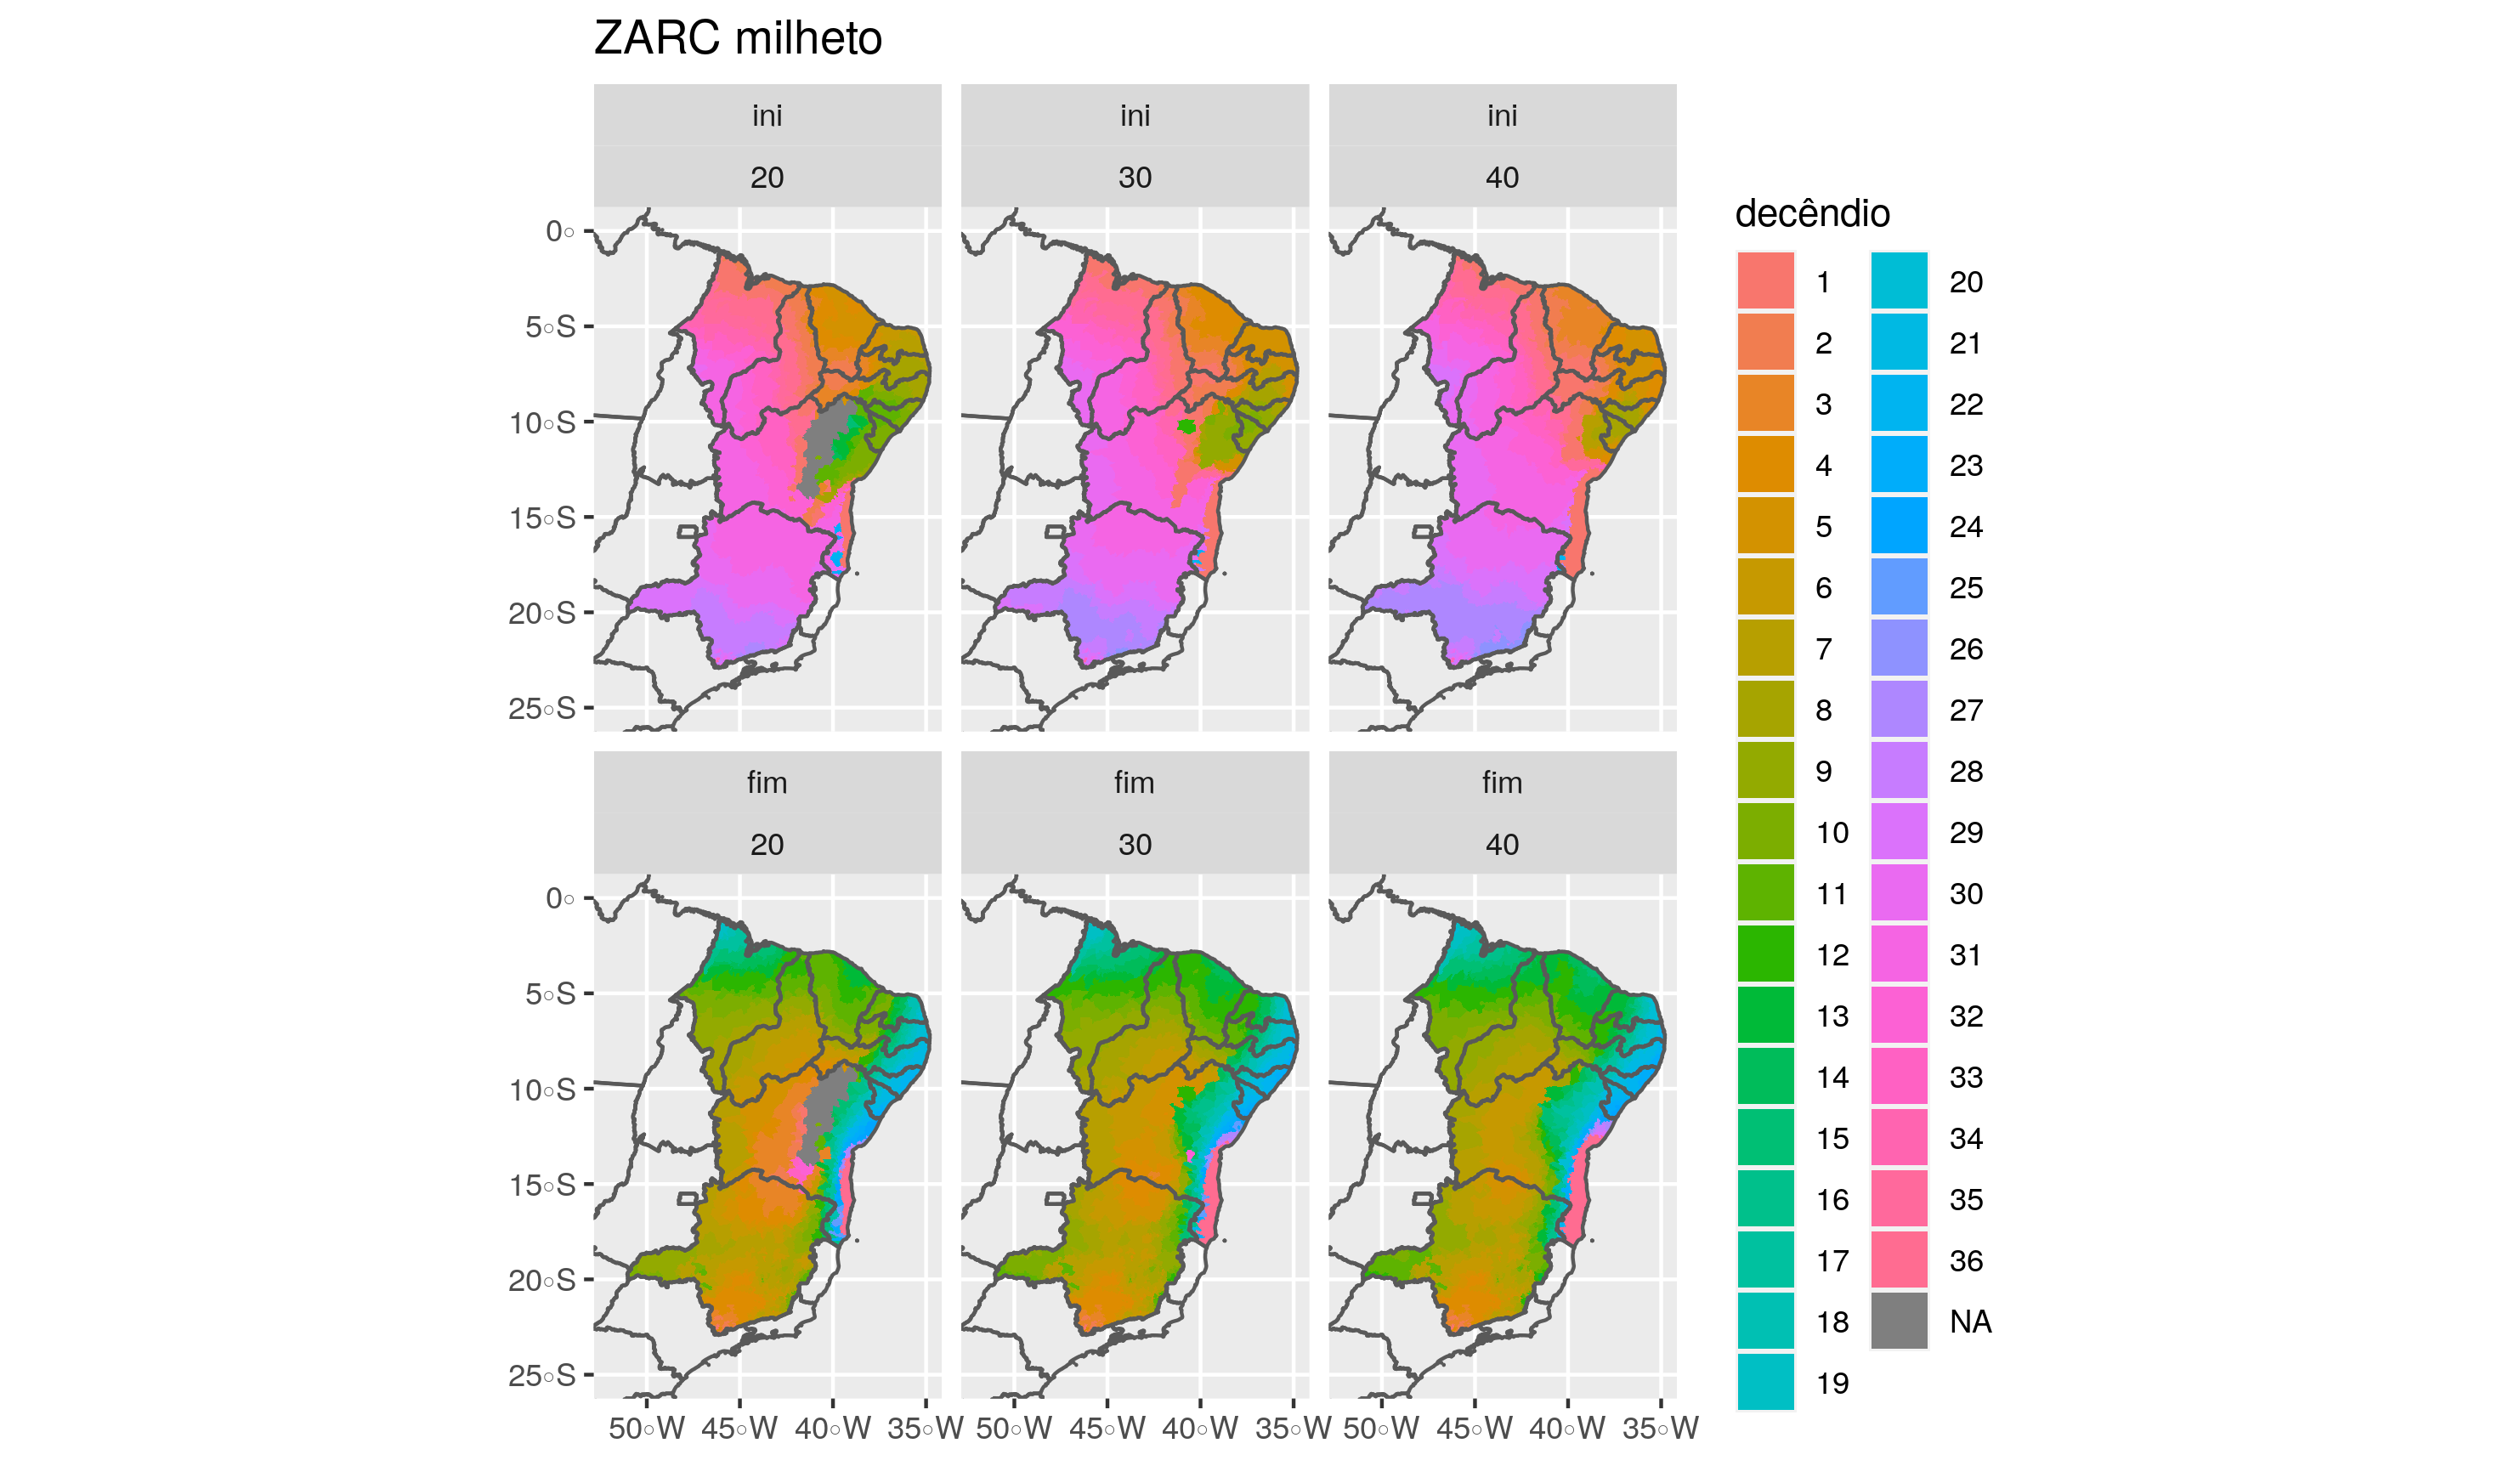 ZARC milheto
ini ini ini
20 30 40
0°
5°S
10°S
15°S
20°S
25°S
fim fim fim
20 30 40
0°
5°S
10°S
15°S
20°S
25°S
50°W 45°W 40°W 35°W 50°W 45°W 40°W 35°W 50°W 45°W 40°W 35°W
decêndio
1 20
2 21
3 22
4 23
5 24
6 25
7 26
8 27
9 28
10 29
11 30
12 31
13 32
14 33
15 34
16 35
17 36
18 NA
19